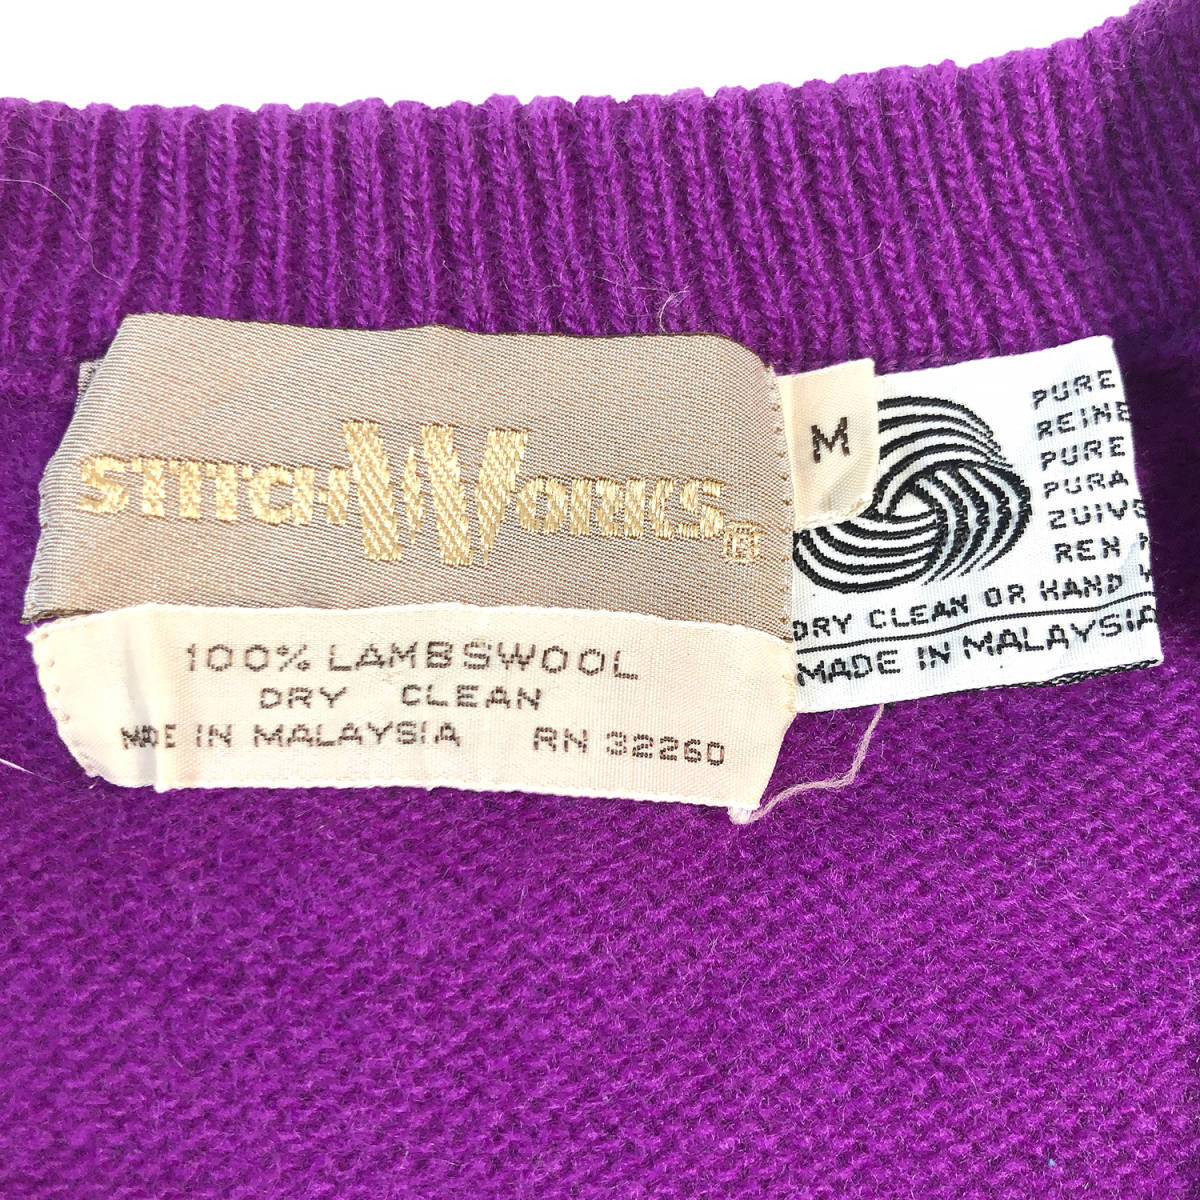 STITCHWORKS®
M
100% LAMBSWOOL
DRY CLEAN
MADE IN MALAYSIA RN 32260
PURE
REINE
PURE
PURA
ZUIVE
REN
DRY CLEAN OR HAND
MADE IN MALAYSIA